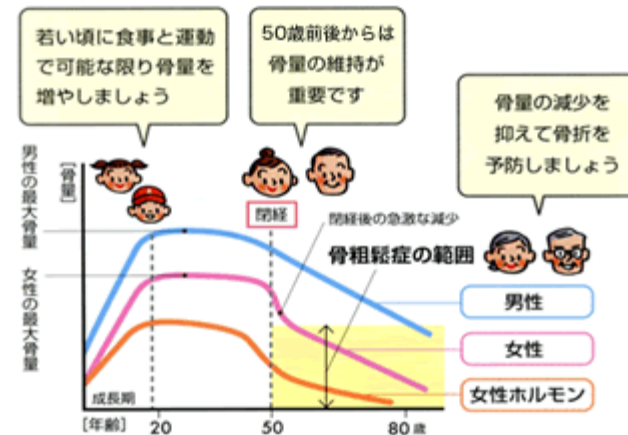 若い頃に食事と運動
で可能な限り骨量を
増やしましょう
50歳前後からは
骨量の維持が
重要です
骨量の減少を
抑えて骨折を
予防しましょう
男性の最大骨量
女性の最大骨量
[骨量]
閉経
閉経後の急激な減少
骨粗鬆症の範囲
男性
女性
女性ホルモン
成長期
[年齢]
20
50
80歳